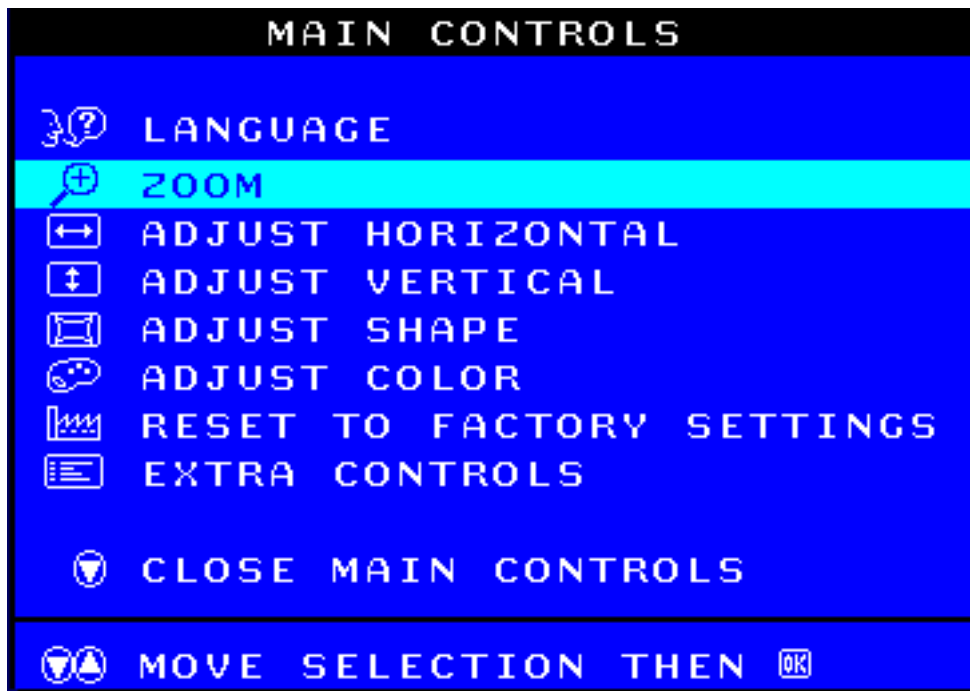 MAIN CONTROLS
LANGUAGE
ZOOM
ADJUST HORIZONTAL
ADJUST VERTICAL
ADJUST SHAPE
ADJUST COLOR
RESET TO FACTORY SETTINGS
EXTRA CONTROLS
CLOSE MAIN CONTROLS
MOVE SELECTION THEN OK